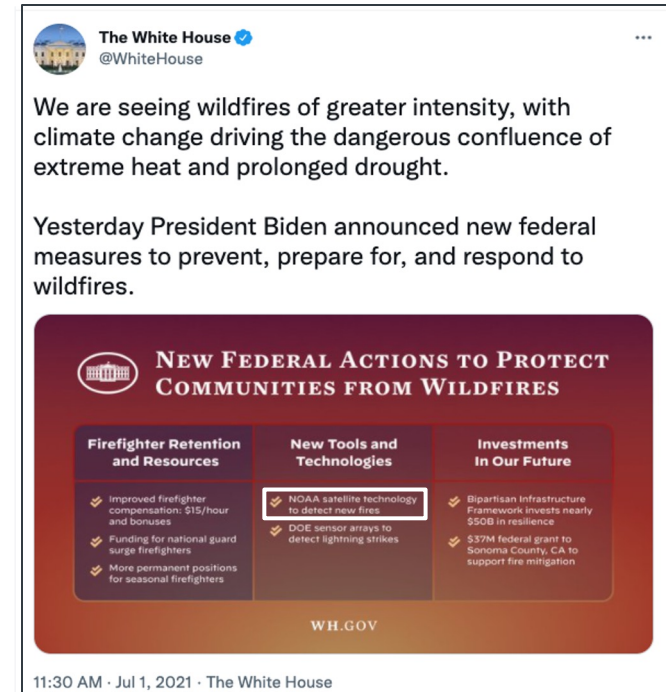 The White House
@WhiteHouse
We are seeing wildfires of greater intensity, with
climate change driving the dangerous confluence of
extreme heat and prolonged drought.
Yesterday President Biden announced new federal
measures to prevent, prepare for, and respond to
wildfires.
NEW FEDERAL ACTIONS TO PROTECT
COMMUNITIES FROM WILDFIRES
Firefighter Retention
and Resources
Improved firefighter
compensation: $15/hour
and bonuses
Funding for national guard
surge firefighters
More permanent positions
for seasonal firefighters
New Tools and
Technologies
NOAA satellite technology
to detect new fires
DOE sensor arrays to
detect lightning strikes
Investments
In Our Future
Bipartisan Infrastructure
Framework invests nearly
$50B in resilience
$37M federal grant to
Sonoma County, CA to
support fire mitigation
WH.GOV
11:30 AM · Jul 1, 2021 · The White House